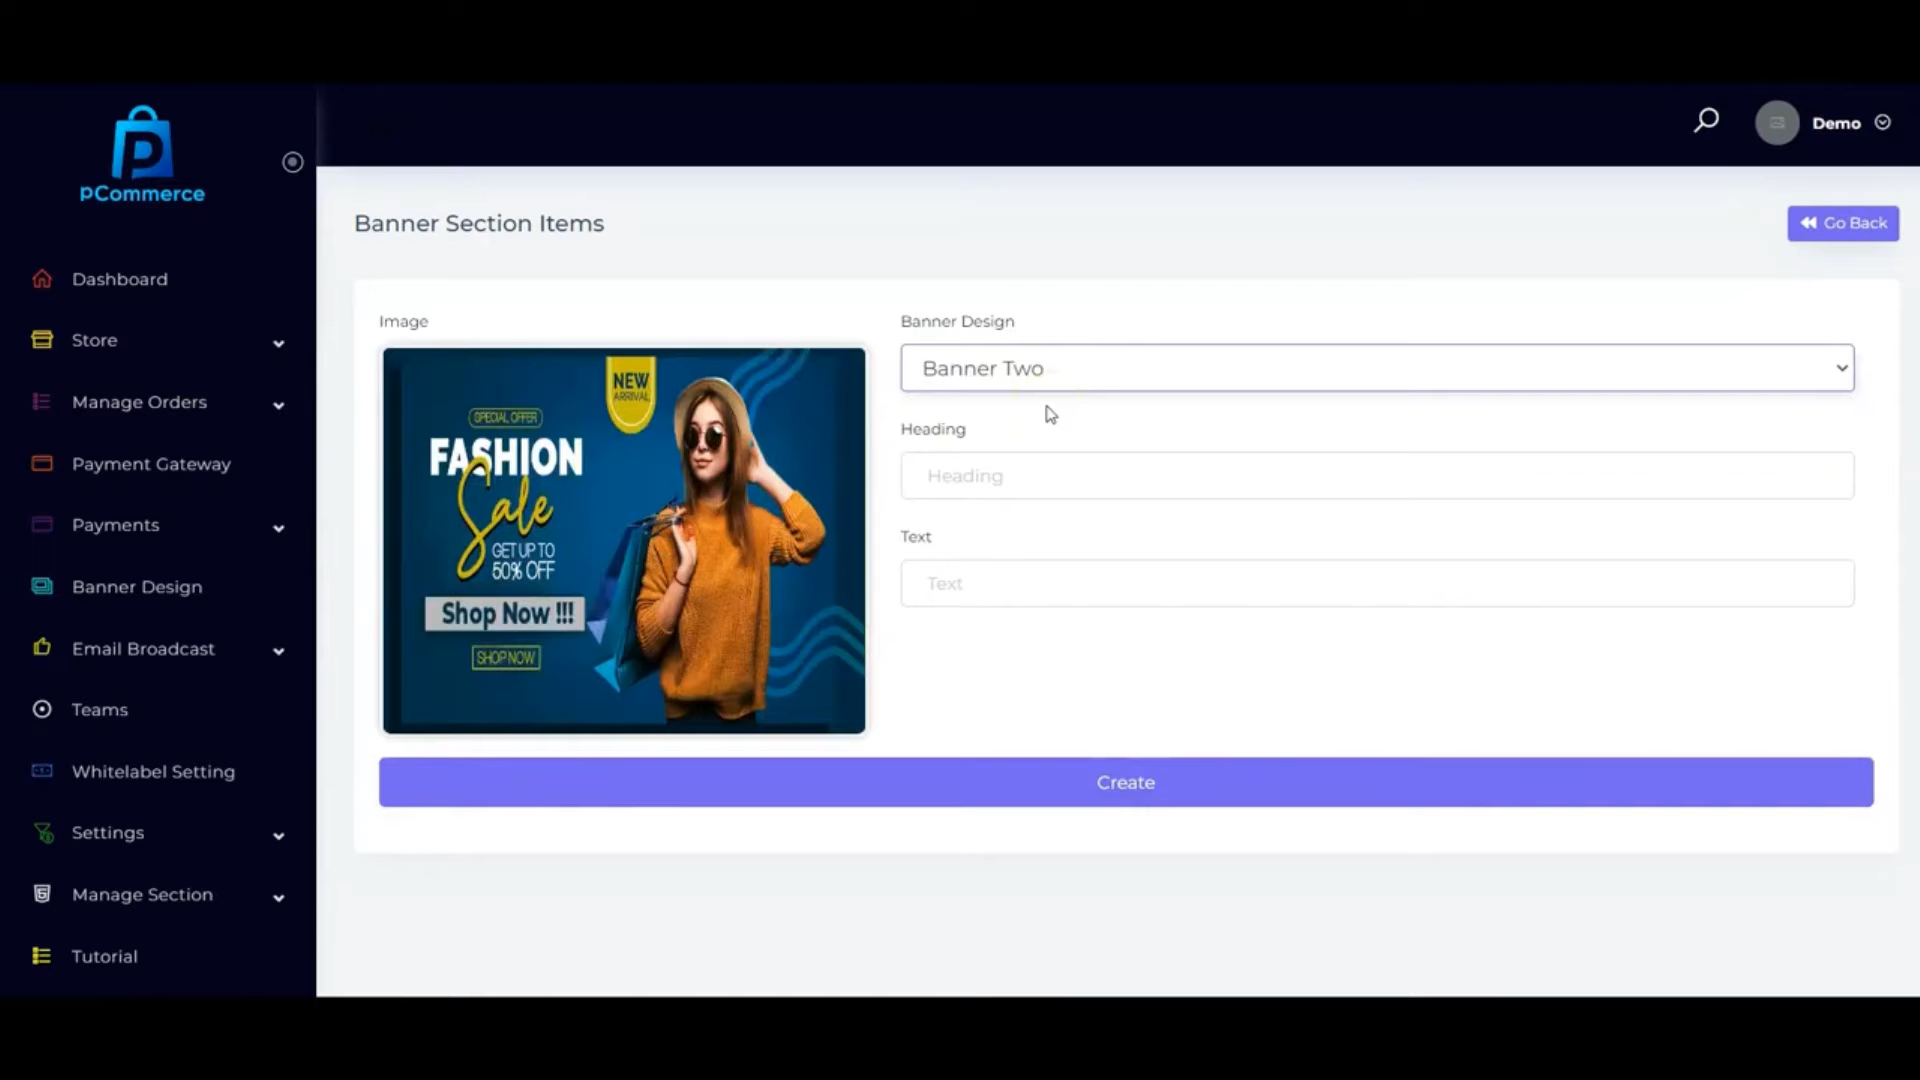 pCommerce
Demo
Dashboard
Store
Manage Orders
Payment Gateway
Payments
Banner Design
Email Broadcast
Teams
Whitelabel Setting
Settings
Manage Section
Tutorial
Banner Section Items
Go Back
Image
NEW
ARRIVAL
SPECIAL OFFER
FASHION
Sale
GET UP TO
50% OFF
Shop Now !!!
SHOP NOW
Banner Design
Banner Two
Heading
Heading
Text
Text
Create